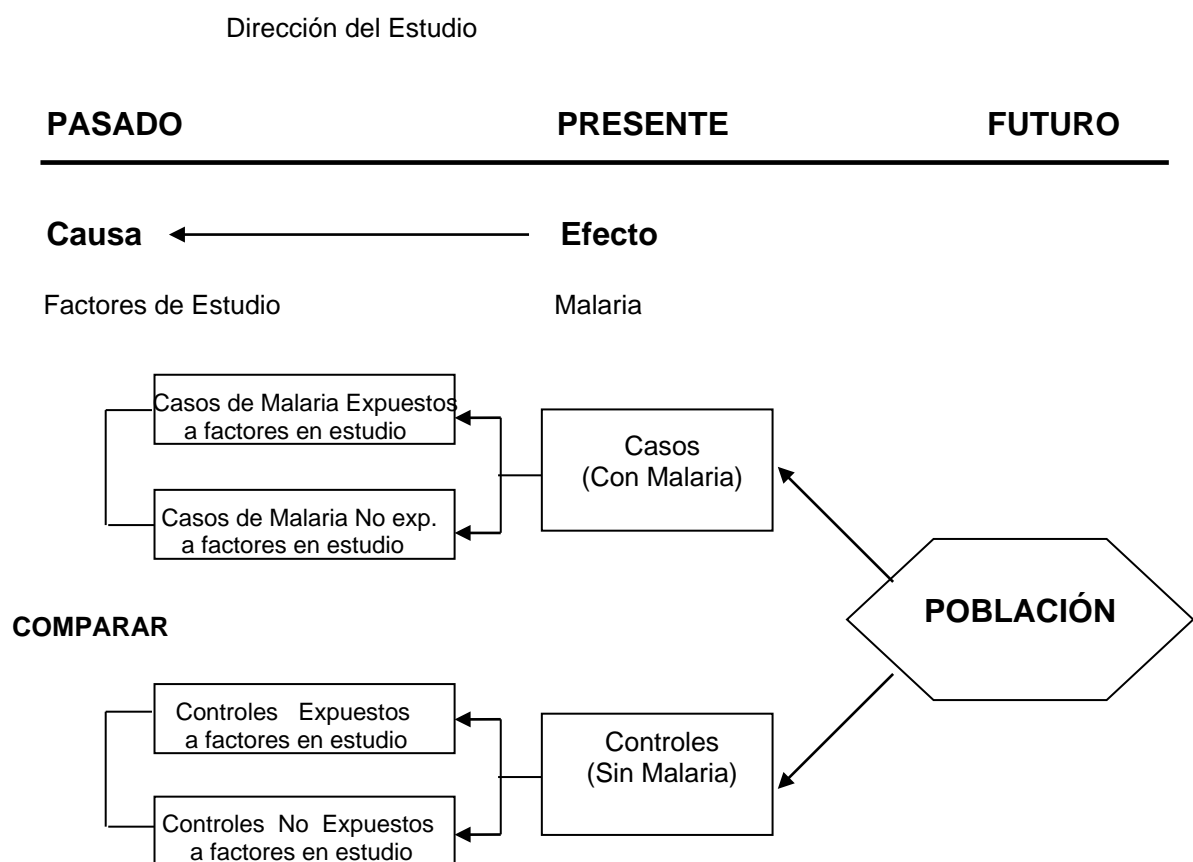 Dirección del Estudio
PASADO PRESENTE FUTURO
Causa Efecto
Factores de Estudio Malaria
Casos de Malaria Expuestos
a factores en estudio
Casos
(Con Malaria)
Casos de Malaria No exp.
a factores en estudio
POBLACIÓN
COMPARAR
Controles Expuestos
a factores en estudio
Controles
(Sin Malaria)
Controles No Expuestos
a factores en estudio